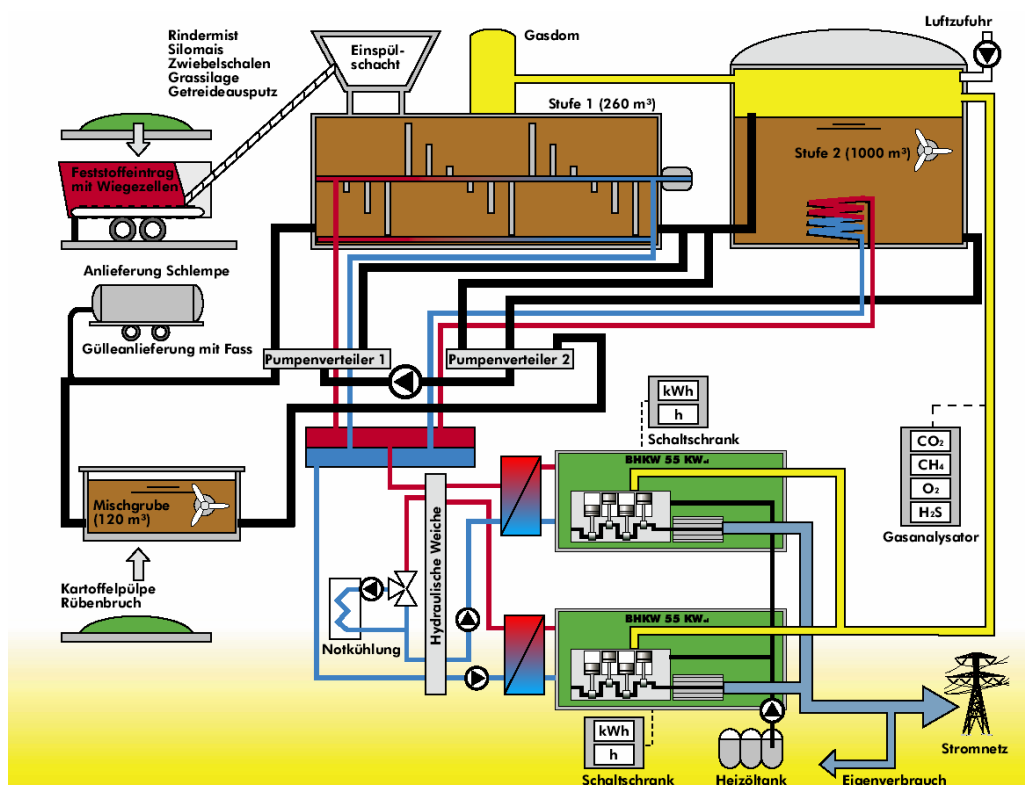 Rindermist
Silomais
Zwiebelschalen
Grassilage
Getreideausputz
Einspül-
schacht
Gasdom
Luftzufuhr
Stufe 1 (260 m³)
Stufe 2 (1000 m³)
Feststoffeintrag
mit Wiegezellen
Anlieferung Schlempe
Gülleanlieferung mit Fass
Pumpenverteiler 1
Pumpenverteiler 2
kWh
h
Schaltschrank
BHKW 55 KWel
CO2
CH4
O2
H2S
Gasanalysator
Mischgrube
(120 m³)
Hydraulische Weiche
Kartoffelpülpe
Rübenbruch
Notkühlung
BHKW 55 KWel
kWh
h
Schaltschrank
Heizöltank
Eigenverbrauch
Stromnetz